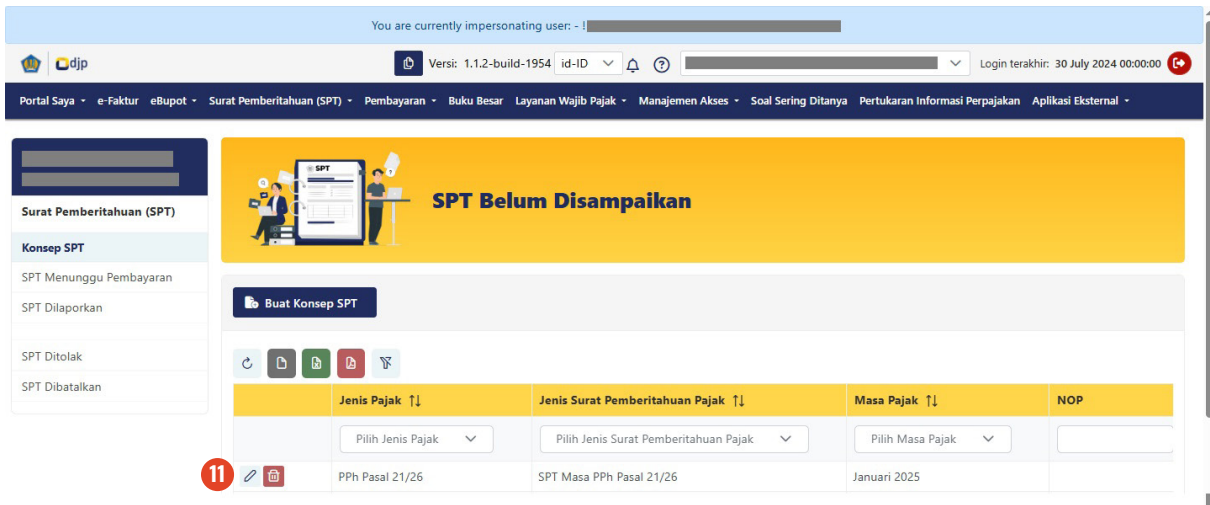 You are currently impersonating user: - !
djp
Versi: 1.1.2-build-1954 id-ID
Login terakhir: 30 July 2024 00:00:00
Portal Saya e-Faktur eBupot Surat Pemberitahuan (SPT) Pembayaran Buku Besar Layanan Wajib Pajak Manajemen Akses Soal Sering Ditanya Pertukaran Informasi Perpajakan Aplikasi Eksternal
Surat Pemberitahuan (SPT)
Konsep SPT
SPT Menunggu Pembayaran
SPT Dilaporkan
SPT Ditolak
SPT Dibatalkan
SPT
SPT Belum Disampaikan
Buat Konsep SPT
Jenis Pajak Jenis Surat Pemberitahuan Pajak Masa Pajak NOP
Pilih Jenis Pajak Pilih Jenis Surat Pemberitahuan Pajak Pilih Masa Pajak
11 PPh Pasal 21/26 SPT Masa PPh Pasal 21/26 Januari 2025